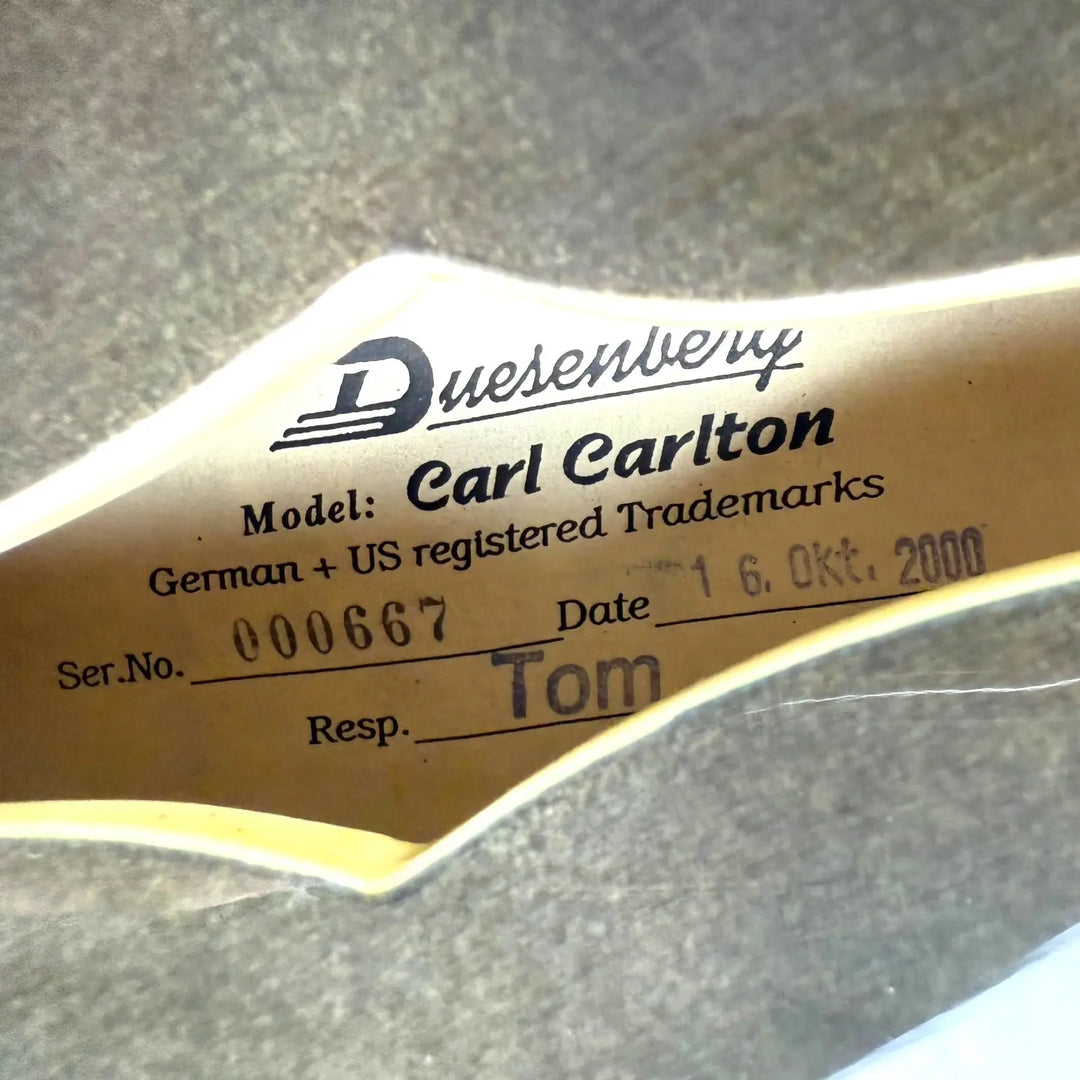 Duesenberg
Model: Carl Carlton
German + US registered Trademarks
Ser.No. 000667 Date 16. Okt. 2000
Resp. Tom